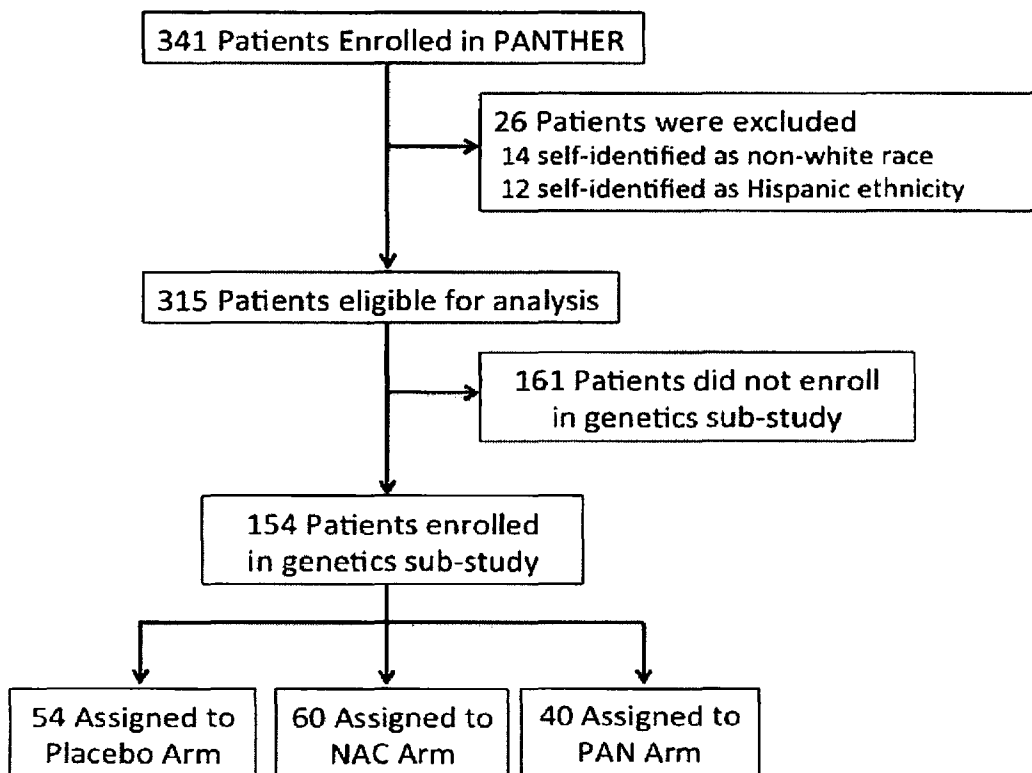 341 Patients Enrolled in PANTHER
26 Patients were excluded
14 self-identified as non-white race
12 self-identified as Hispanic ethnicity
315 Patients eligible for analysis
161 Patients did not enroll
in genetics sub-study
154 Patients enrolled
in genetics sub-study
54 Assigned to
Placebo Arm
60 Assigned to
NAC Arm
40 Assigned to
PAN Arm